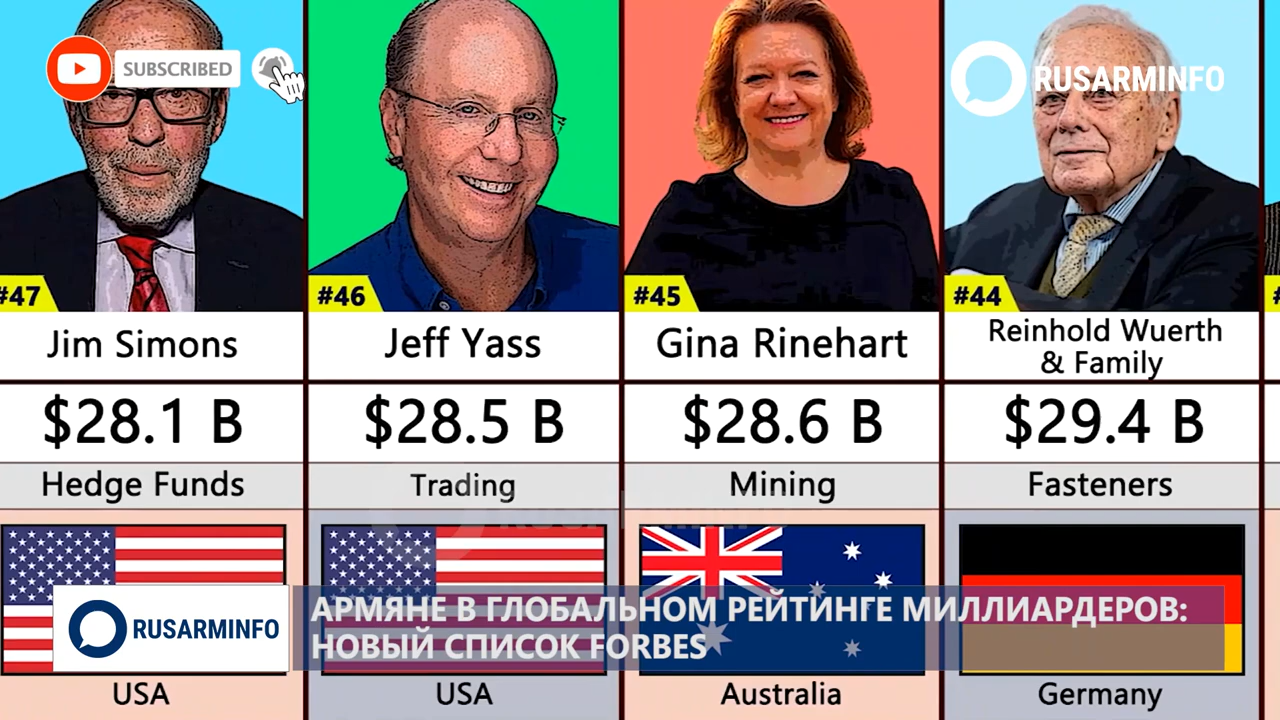 SUBSCRIBED
RUSARMINFO
#47
#46
#45
#44
Jim Simons
Jeff Yass
Gina Rinehart
Reinhold Wuerth
& Family
$28.1 B
$28.5 B
$28.6 B
$29.4 B
Hedge Funds
Trading
Mining
Fasteners
RUSARMINFO
АРМЯНЕ В ГЛОБАЛЬНОМ РЕЙТИНГЕ МИЛЛИАРДЕРОВ:
НОВЫЙ СПИСОК FORBES
USA
USA
Australia
Germany